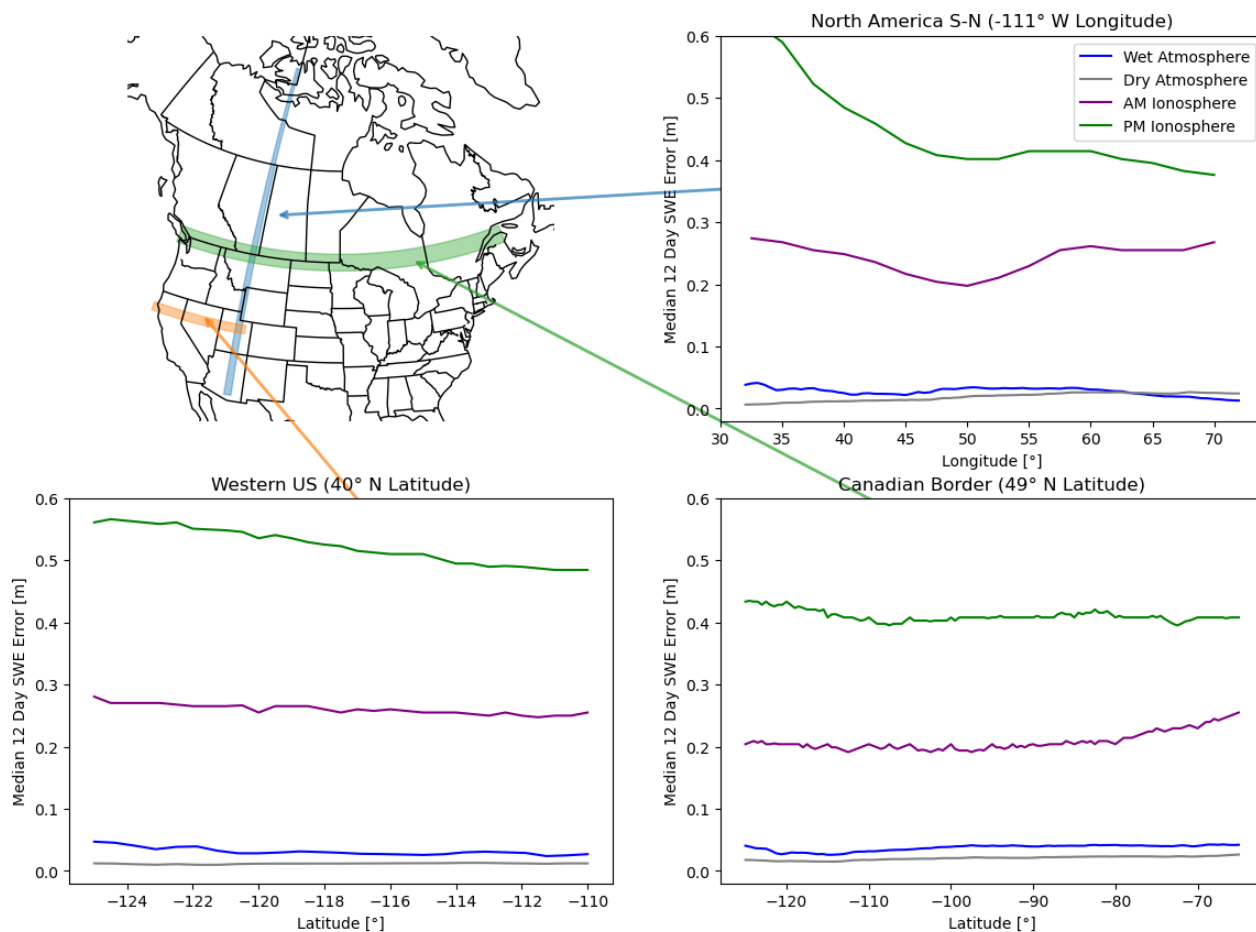 North America S-N (-111° W Longitude)
0.6
0.5
0.4
0.3
0.2
0.1
0.0
Median 12 Day SWE Error [m]
Wet Atmosphere
Dry Atmosphere
AM Ionosphere
PM Ionosphere
30 35 40 45 50 55 60 65 70
Longitude [°]
Western US (40° N Latitude)
0.6
0.5
0.4
0.3
0.2
0.1
0.0
Median 12 Day SWE Error [m]
−124 −122 −120 −118 −116 −114 −112 −110
Latitude [°]
Canadian Border (49° N Latitude)
0.6
0.5
0.4
0.3
0.2
0.1
0.0
Median 12 Day SWE Error [m]
−120 −110 −100 −90 −80 −70
Latitude [°]